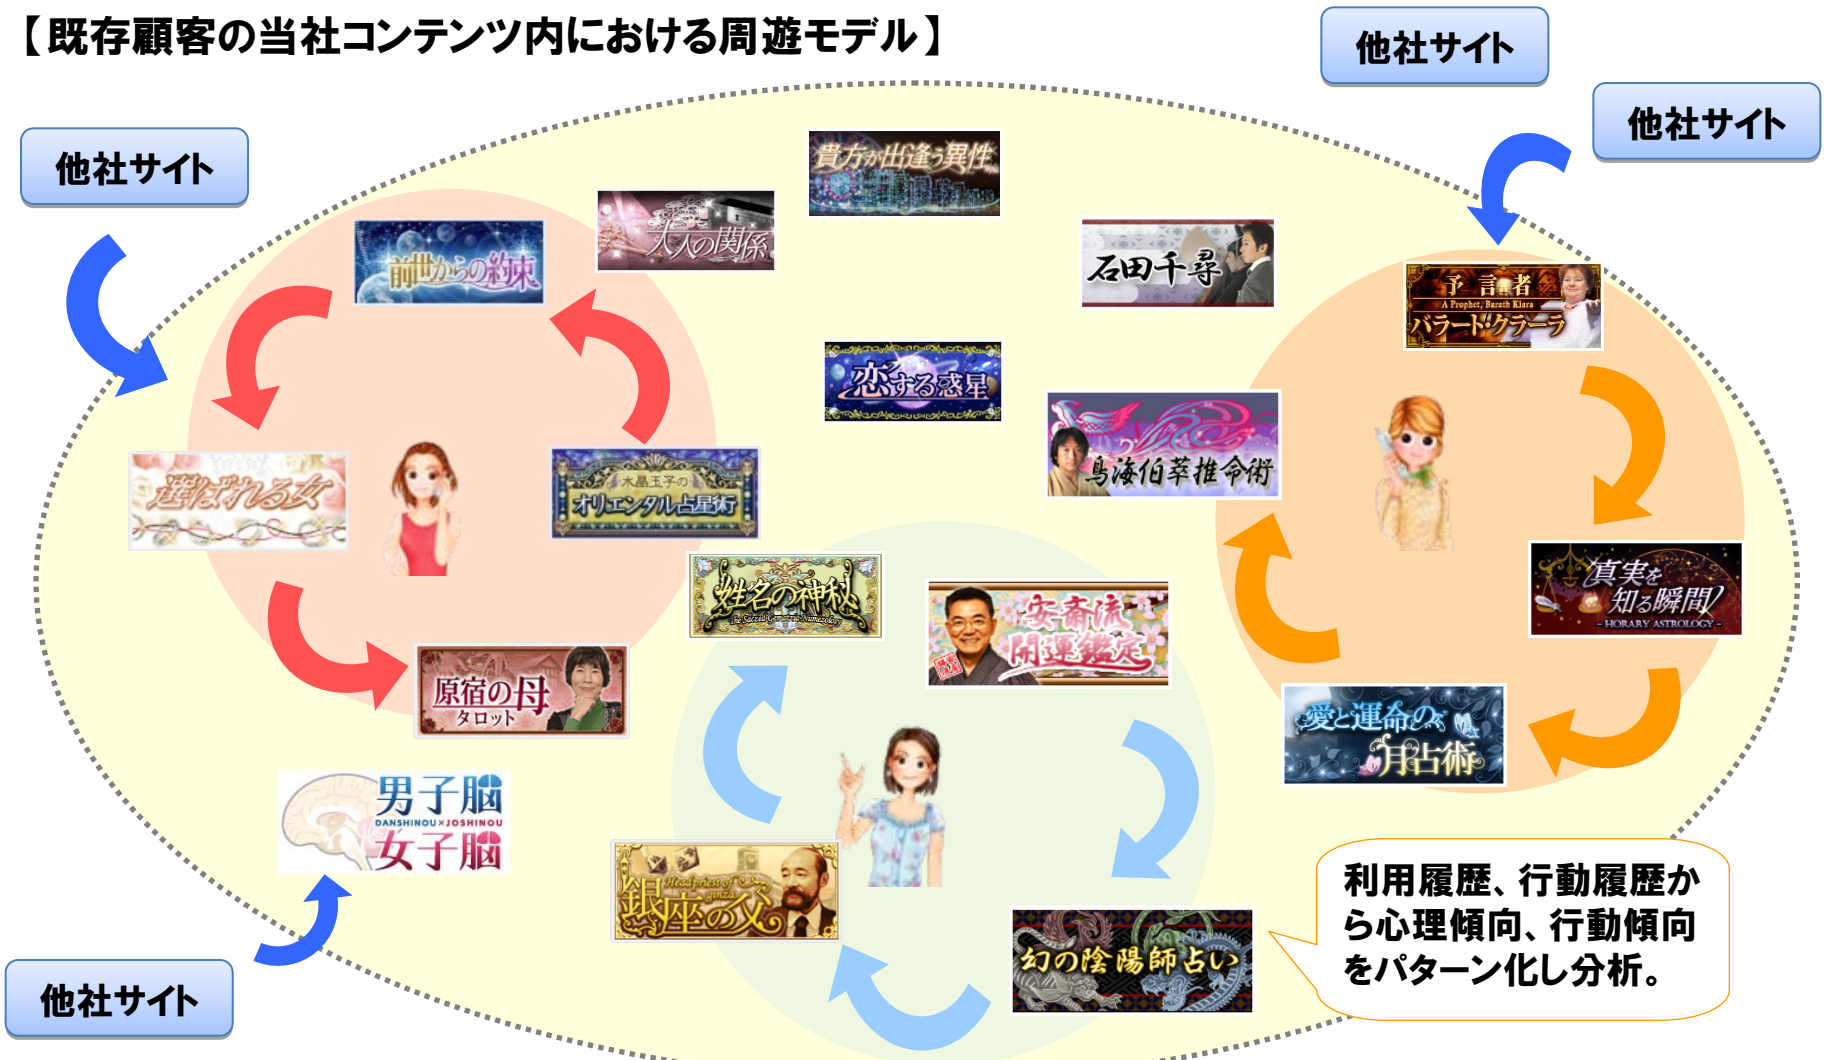 【既存顧客の当社コンテンツ内における周遊モデル】
他社サイト
他社サイト
他社サイト
貴方が出逢う異性
大人の関係
前世からの約束
石田千尋
予言者
A Prophet, Barath Klara
バラート・クラーラ
恋する惑星
鳥海伯萃推命術
選ばれる女
水晶玉子の
オリエンタル占星術
姓名の神秘
安斎流
開運鑑定
真実を
知る瞬間
- HORARY ASTROLOGY -
原宿の母
タロット
愛と運命の
月占術
男子脳
DANSHINOU×JOSHINOU
女子脳
Head priest of
ginza
銀座の父
幻の陰陽師占い
利用履歴、行動履歴か
ら心理傾向、行動傾向
をパターン化し分析。
他社サイト